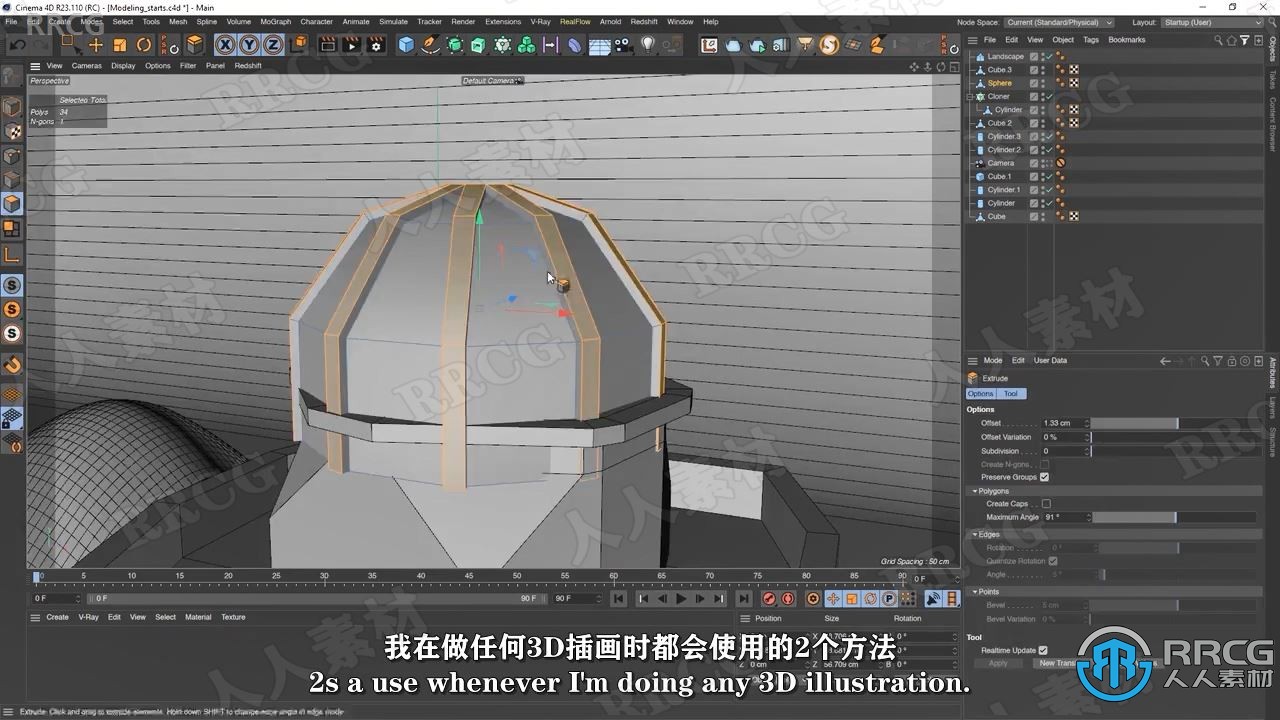 Cinema 4D R23.110 (RC) - [Modeling_starts.c4d *] - Main
File Edit Create Modes Select Tools Mesh Spline Volume MoGraph Character Animate Simulate Tracker Render Extensions V-Ray RealFlow Arnold Redshift Window Help
Node Space: Current (Standard/Physical) Layout: Startup (User)
RRCG
File Edit View Object Tags Bookmarks
View Cameras Display Options Filter Panel Redshift
Perspective
Default Camera
Selected Total
Polys 34
N-gons 1
Landscape
Cube.3
Sphere
Cloner
Cylinder
Cube.2
Cylinder.3
Cylinder.2
Camera
Cube.1
Cylinder.1
Cylinder
Cube
Objects
Takes
Content Browser
Attributes
Layers
Structure
Mode Edit User Data
Extrude
Options Tool
Options
Offset 1.33 cm
Offset Variation 0 %
Subdivision 0
Create N-gons
Preserve Groups
Polygons
Create Caps
Maximum Angle 91 °
Edges
Rotation 0 °
Quantize Rotation
Angle 5 °
Points
Bevel 5 cm
Bevel Variation 0 %
Tool
Realtime Update
Apply
Grid Spacing : 50 cm
0 5 10 15 20 25 30 35 40 45 50 55 60 65 70 75 80 85 90 0 F
0 F 0 F 90 F 90 F
Create V-Ray Edit View Select Material Texture
Position Size Rotation
我在做任何3D插画时都会使用的2个方法
2s a use whenever I'm doing any 3D illustration.
RRCG
人人素材
Extrude: Click and drag to extrude elements. Hold down SHIFT to change edge angle in edge mode